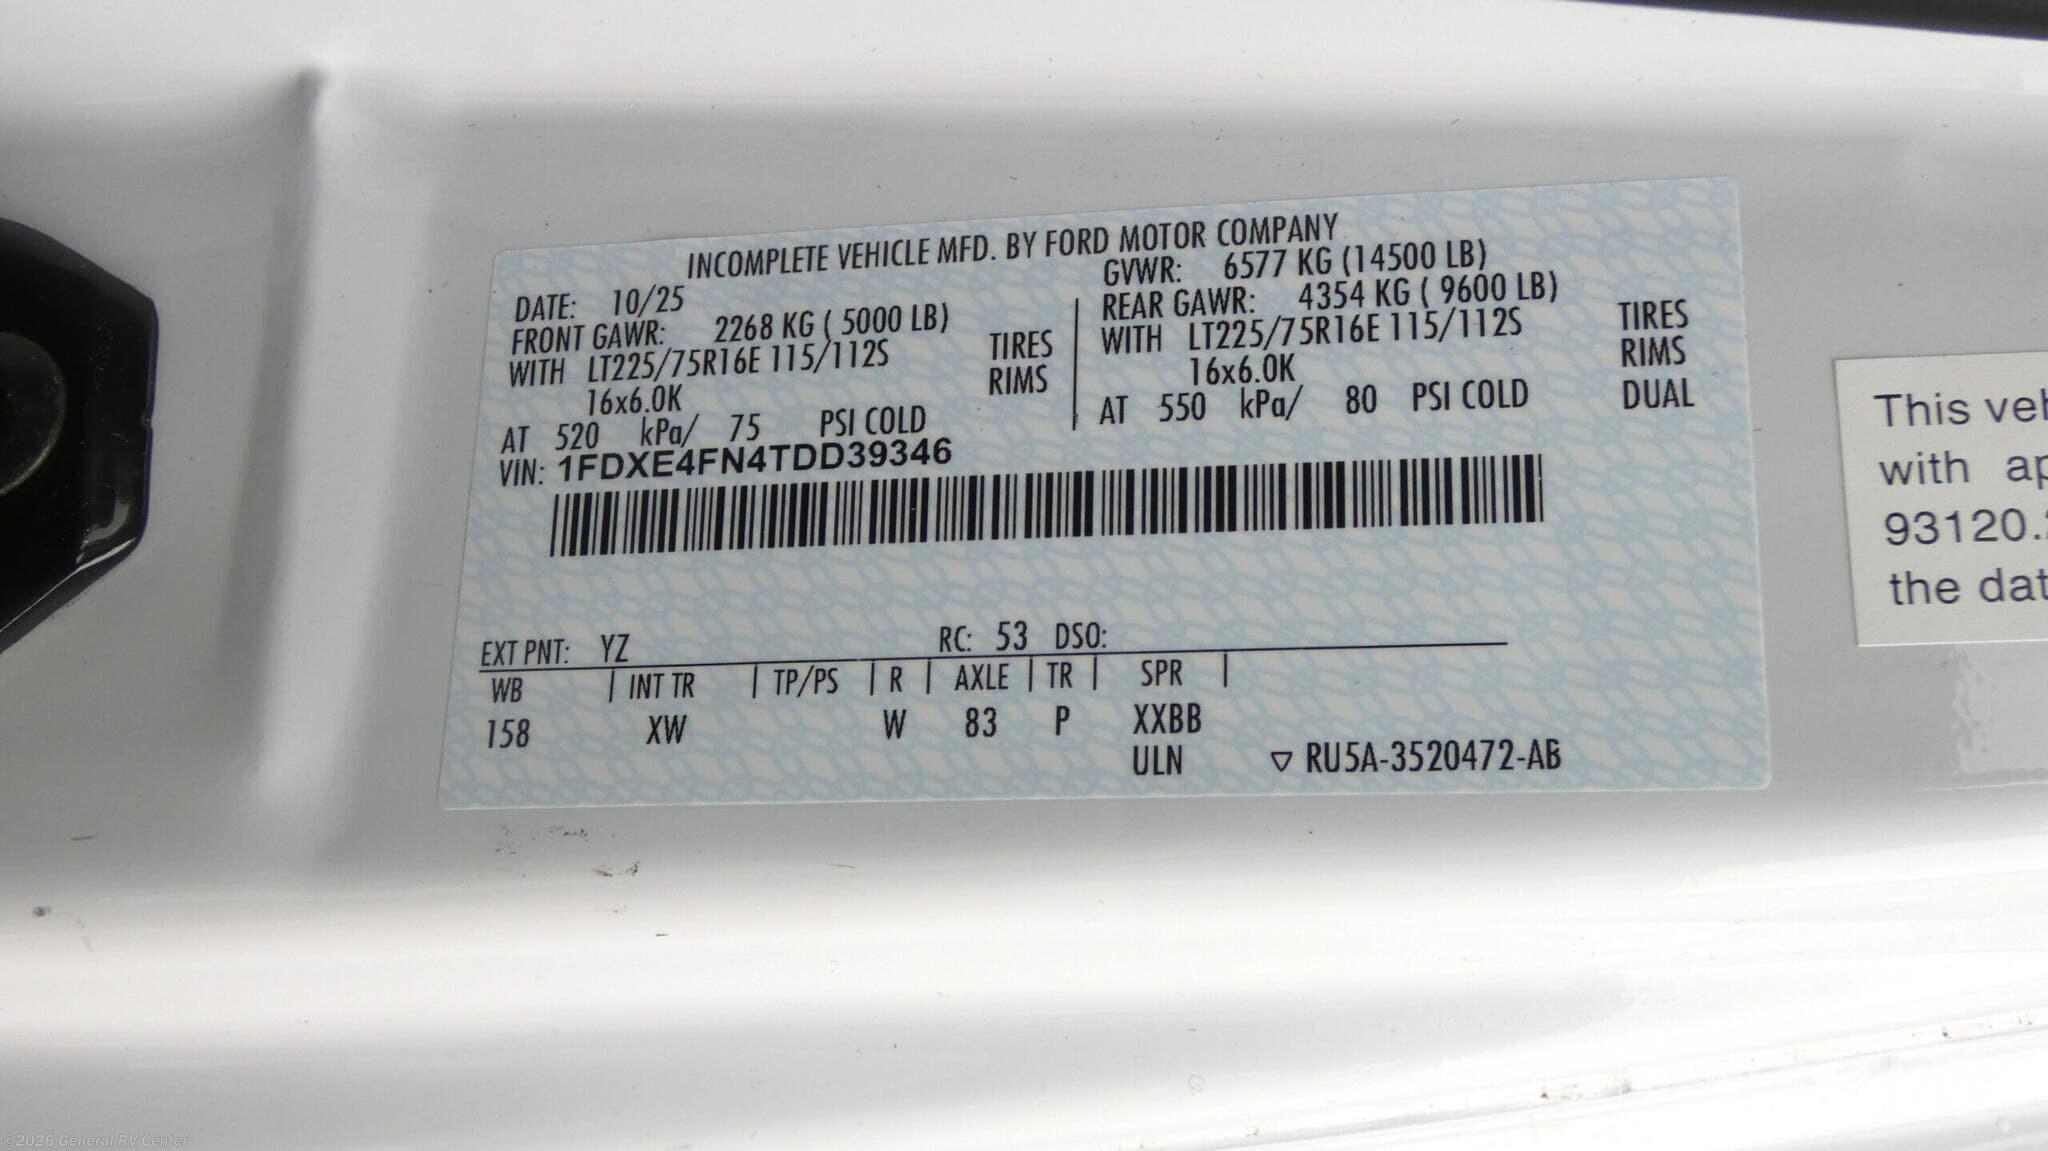 INCOMPLETE VEHICLE MFD. BY FORD MOTOR COMPANY
DATE: 10/25
GVWR: 6577 KG (14500 LB)
FRONT GAWR: 2268 KG ( 5000 LB)
REAR GAWR: 4354 KG ( 9600 LB)
WITH LT225/75R16E 115/112S TIRES
WITH LT225/75R16E 115/112S TIRES
16x6.0K RIMS
16x6.0K RIMS
AT 520 kPa/ 75 PSI COLD
AT 550 kPa/ 80 PSI COLD DUAL
VIN: 1FDXE4FN4TDD39346
EXT PNT: YZ RC: 53 DSO:
WB | INT TR | TP/PS | R | AXLE | TR | SPR |
158 XW W 83 P XXBB
ULN ▽ RU5A-3520472-AB
This veh
with ap
93120.
the dat
©2026 General RV Center